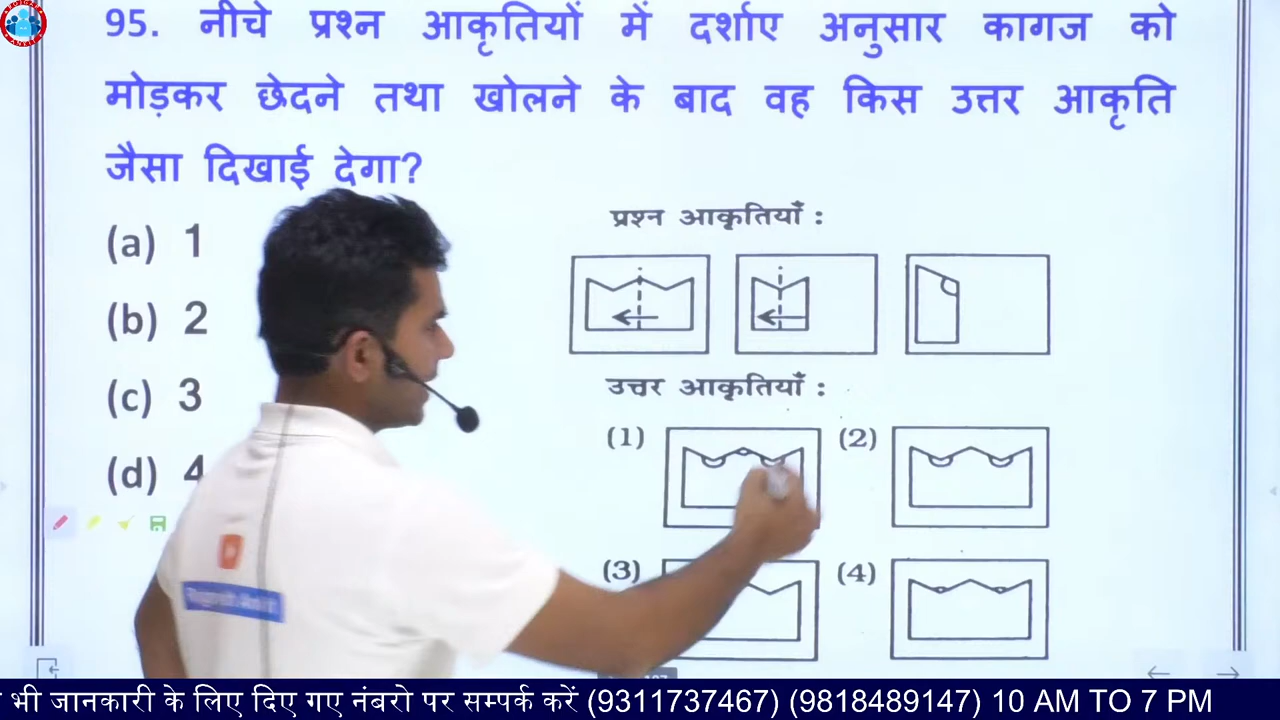 95. नीचे प्रश्न आकृतियों में दर्शाए अनुसार कागज को
मोड़कर छेदने तथा खोलने के बाद वह किस उत्तर आकृति
जैसा दिखाई देगा?
(a) 1
(b) 2
(c) 3
(d) 4
प्रश्न आकृतियाँ :
उत्तर आकृतियाँ :
(1)
(2)
(3)
(4)
भी जानकारी के लिए दिए गए नंबरो पर सम्पर्क करें (9311737467) (9818489147) 10 AM TO 7 PM